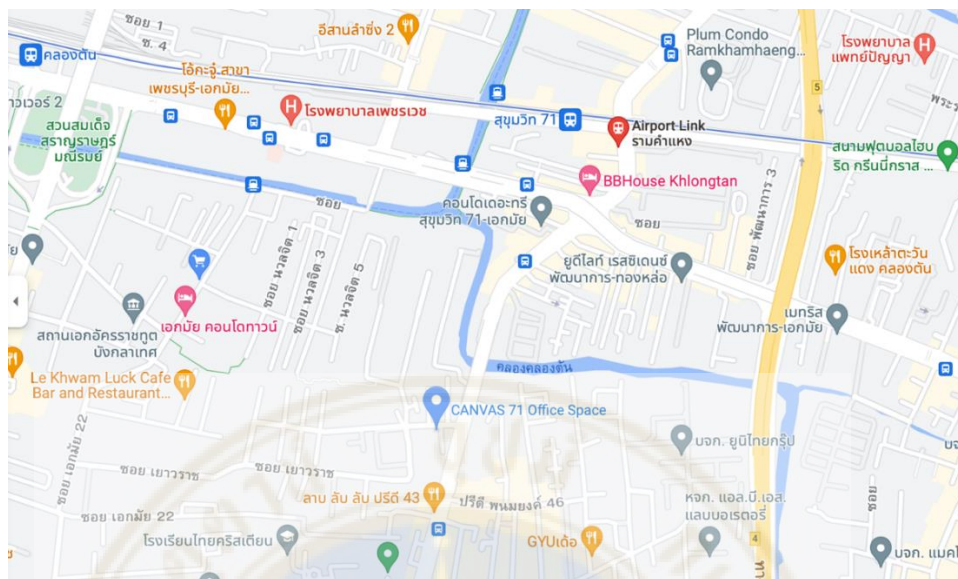 ซอย 1
ซ. 4
อีสานลำซิ่ง 2
คลองตัน
โอ้กะจู๋ สาขา
เพชรบุรี-เอกมัย...
โรงพยาบาลเพชรเวช
าวเวอร์ 2
สวนสมเด็จ
สราญราษฎร์
มณีรมย์
Plum Condo
Ramkhamhaeng...
โรงพยาบาล
แพทย์ปัญญา
5
พระร
สุขุมวิท 71
Airport Link
รามคำแหง
สนามฟุตบอลไฮบ
ริด กรีนนี่กราส ...
BBHouse Khlongtan
ซอย
คอนโดเดอะทรี
สุขุมวิท 71-เอกมัย
ซอย
ซอย พัฒนาการ 3
ยูดีไลท์ เรสซิเดนซ์
พัฒนาการ-ทองหล่อ
โรงเหล้าตะวัน
แดง คลองตัน
ซอย นวลจิต 1
ซอย นวลจิต 3
ซ. นวลจิต 5
มัย
เอกมัย คอนโดทาวน์
สถานเอกอัครราชทูต
บังกลาเทศ
เมทริส
พัฒนาการ-เอกมัย
คลองคลองตัน
Le Khwam Luck Cafe
Bar and Restaurant...
CANVAS 71 Office Space
ซอย เอกมัย 22
ซอย เยาวราช
ซอย เยาวราช
บจก. ยูนิไทยกรุ๊ป
บจ
ซอย เอกมัย 22
ลาบ ลับ ลับ ปรีดี 43
ปรีดี พนมยงค์ 46
หจก. แอล.บี.เอส.
แลบบอเรตอรี่
ซอย
โรงเรียนไทยคริสเตียน
GYUเด้อ
4
ทา
บจก. แมคโ